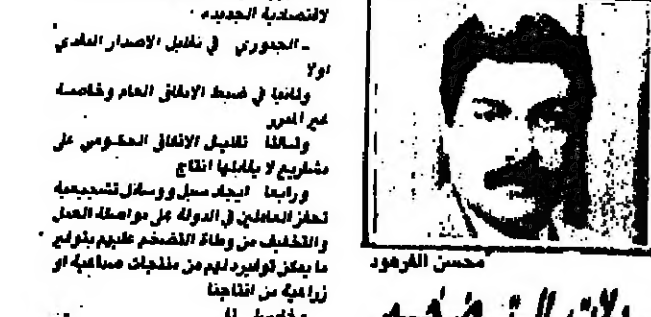 لاقتصادية الجديدة .
ـ الجبوري في تقليل الاصدار النقدي
اولا
وثانيا في ضبط الانفاق العام وخاصة
غير المبرر
وثالثا تقليل الانفاق الحكومي على
مشاريع لا يقابلها انتاج
ورابعا ايجاد سبل ووسائل تشجيعية
تحفز العاملين في الدولة على مواصلة العمل
والتخفيف من وطأة التضخم عليهم بتوفير
ما يمكن توفيره لهم من منتجات صناعية او
زراعية من انتاجنا
محسن الفرهود